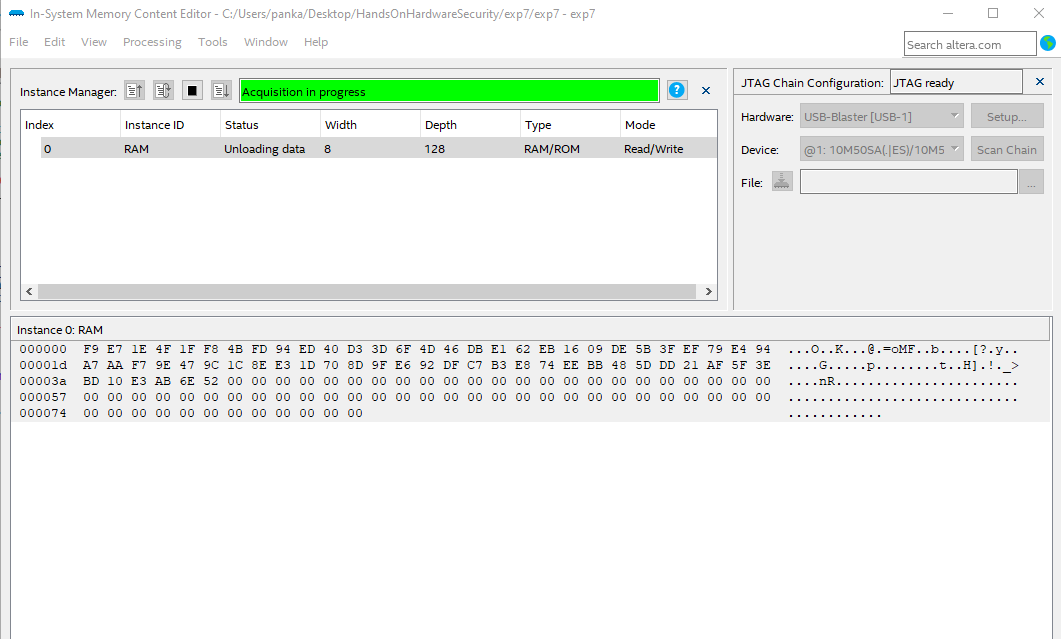 In-System Memory Content Editor - C:/Users/panka/Desktop/HandsOnHardwareSecurity/exp7/exp7 - exp7
File Edit View Processing Tools Window Help
Search altera.com
Instance Manager: Acquisition in progress
Index Instance ID Status Width Depth Type Mode
0 RAM Unloading data 8 128 RAM/ROM Read/Write
JTAG Chain Configuration: JTAG ready
Hardware: USB-Blaster [USB-1] Setup...
Device: @1: 10M50SA(.|ES)/10M5 Scan Chain
File: ...
Instance 0: RAM
000000 F9 E7 1E 4F 1F F8 4B FD 94 ED 40 D3 3D 6F 4D 46 DB E1 62 EB 16 09 DE 5B 3F EF 79 E4 94 ...O..K...@.=oMF..b....[?.y..
00001d A7 AA F7 9E 47 9C 1C 8E E3 1D 70 8D 9F E6 92 DF C7 B3 E8 74 EE BB 48 5D DD 21 AF 5F 3E ....G.....p........t..H].!._>
00003a BD 10 E3 AB 6E 52 00 00 00 00 00 00 00 00 00 00 00 00 00 00 00 00 00 00 00 00 00 00 00 ....nR.......................
000057 00 00 00 00 00 00 00 00 00 00 00 00 00 00 00 00 00 00 00 00 00 00 00 00 00 00 00 00 00 .............................
000074 00 00 00 00 00 00 00 00 00 00 00 00 ............